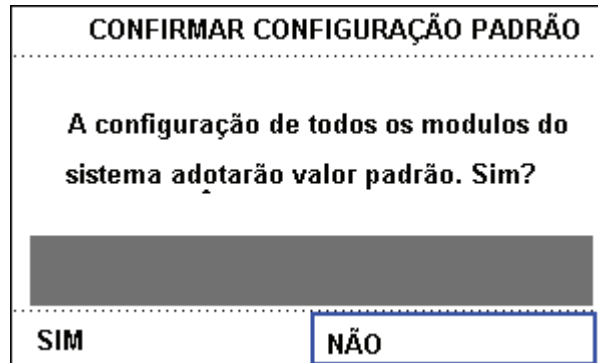 CONFIRMAR CONFIGURAÇÃO PADRÃO
A configuração de todos os modulos do
sistema adotarão valor padrão. Sim?
SIM
NÃO